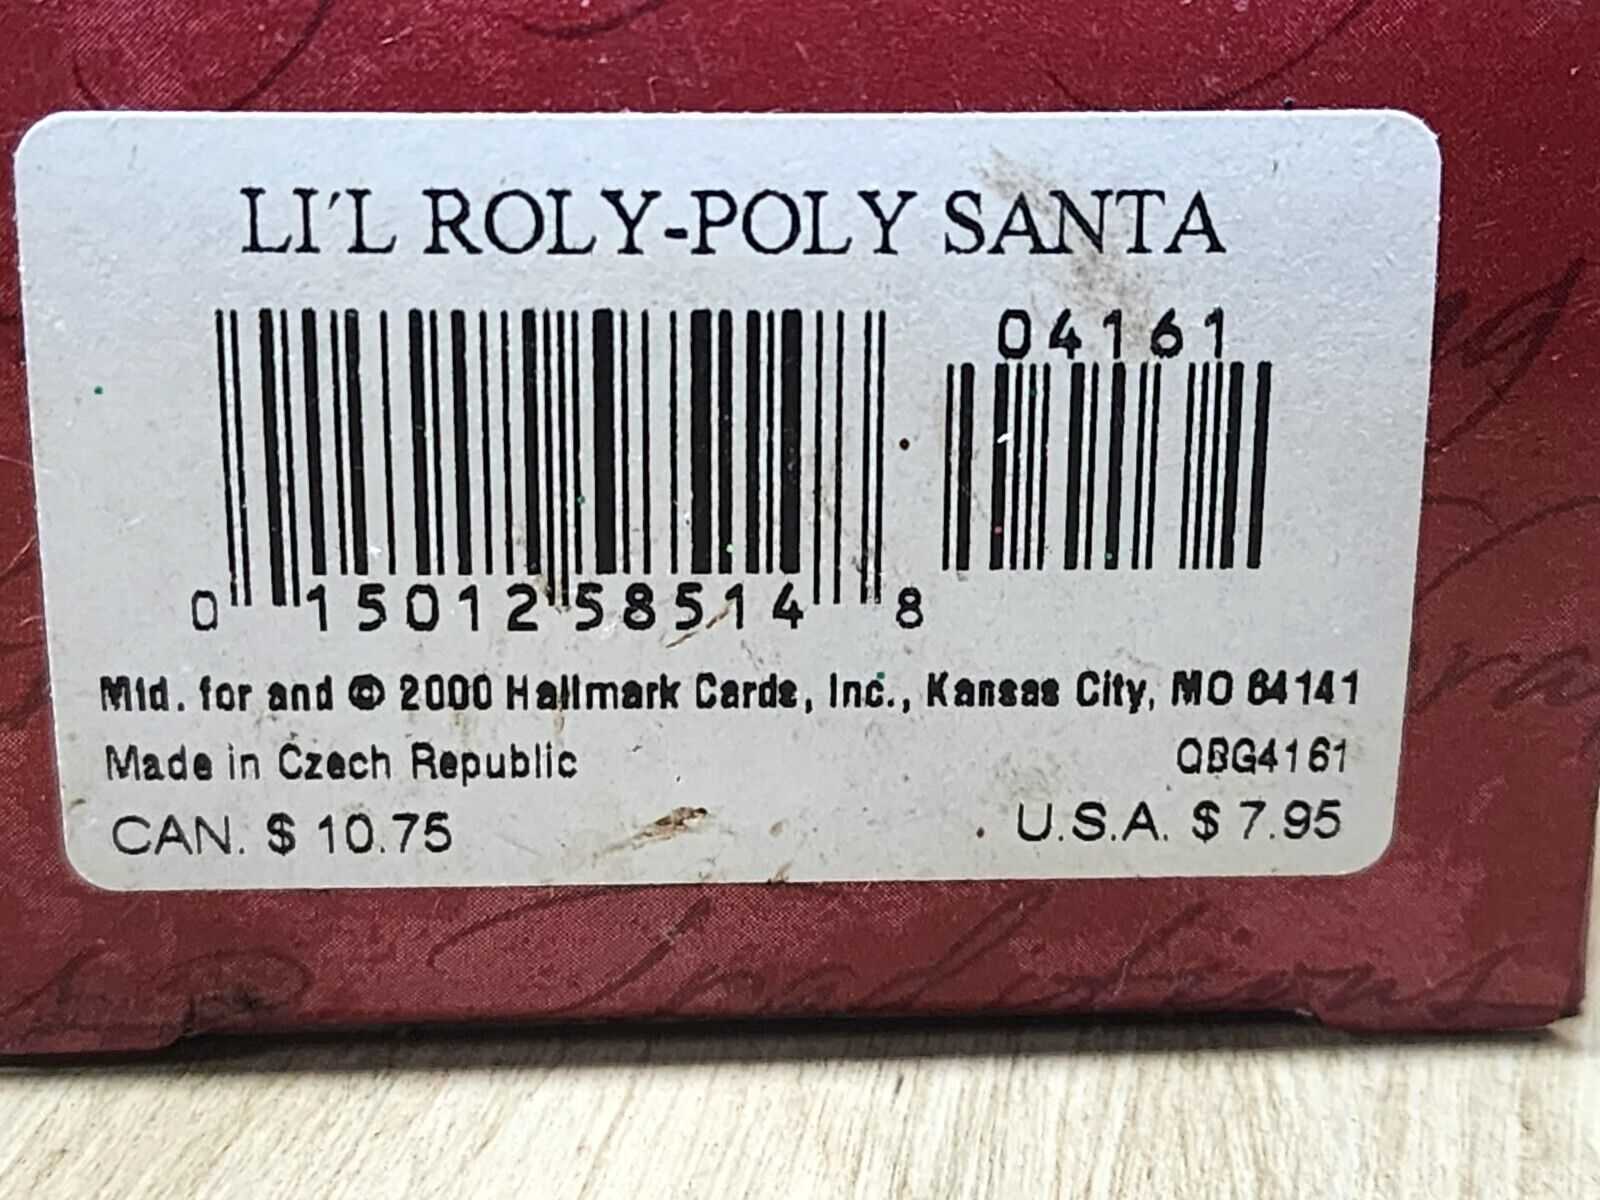 LI'L ROLY-POLY SANTA
04161
0 15012 58514 8
Mfd. for and © 2000 Hallmark Cards, Inc., Kansas City, MO 64141
Made in Czech Republic QBG4161
CAN. $ 10.75 U.S.A. $ 7.95